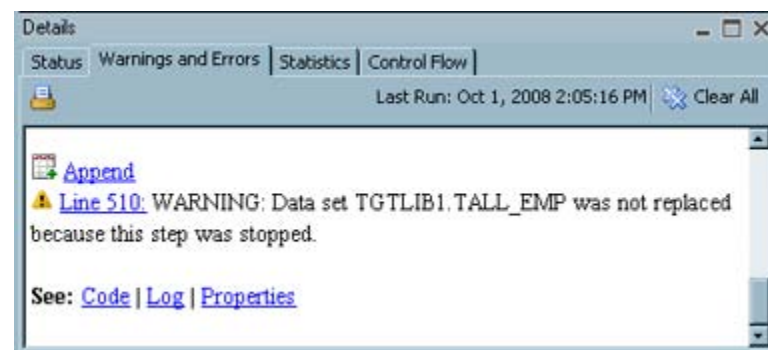 Details
Status Warnings and Errors Statistics Control Flow
Last Run: Oct 1, 2008 2:05:16 PM Clear All
Append
Line 510: WARNING: Data set TGTLIB1.TALL_EMP was not replaced
because this step was stopped.
See: Code | Log | Properties